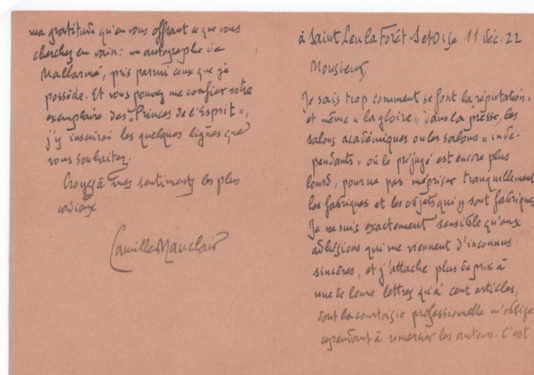 à Saint Leu la Forêt Set Oise 11 déc. 22
Monsieur,
Je sais trop comment se font la "réputation"
et même "la gloire" dans la presse, les
salons académiques ou les salons "indé-
pendants" où le préjugé est encore plus
lourd, pour ne pas mépriser tranquillement
les fabriques et les objets qui y sont fabriqués.
Je ne suis exactement sensible qu'aux
adhésions qui me viennent d'inconnus
sincères, et j'attache plus de prix à
une de leurs lettres qu'à cent articles,
dont la courtoisie professionnelle m'oblige
cependant à remercier les auteurs. C'est
ma gratitude qu'en vous offrant ce que vous
cherchez en vain : un autographe de
Mallarmé, pris parmi ceux que je
possède. Et vous pouvez me confier votre
exemplaire des "Princes de l'Esprit",
j'y inscrirai les quelques lignes que
vous souhaitez.
Croyez à mes sentiments les plus
cordiaux
Camille Mauclair